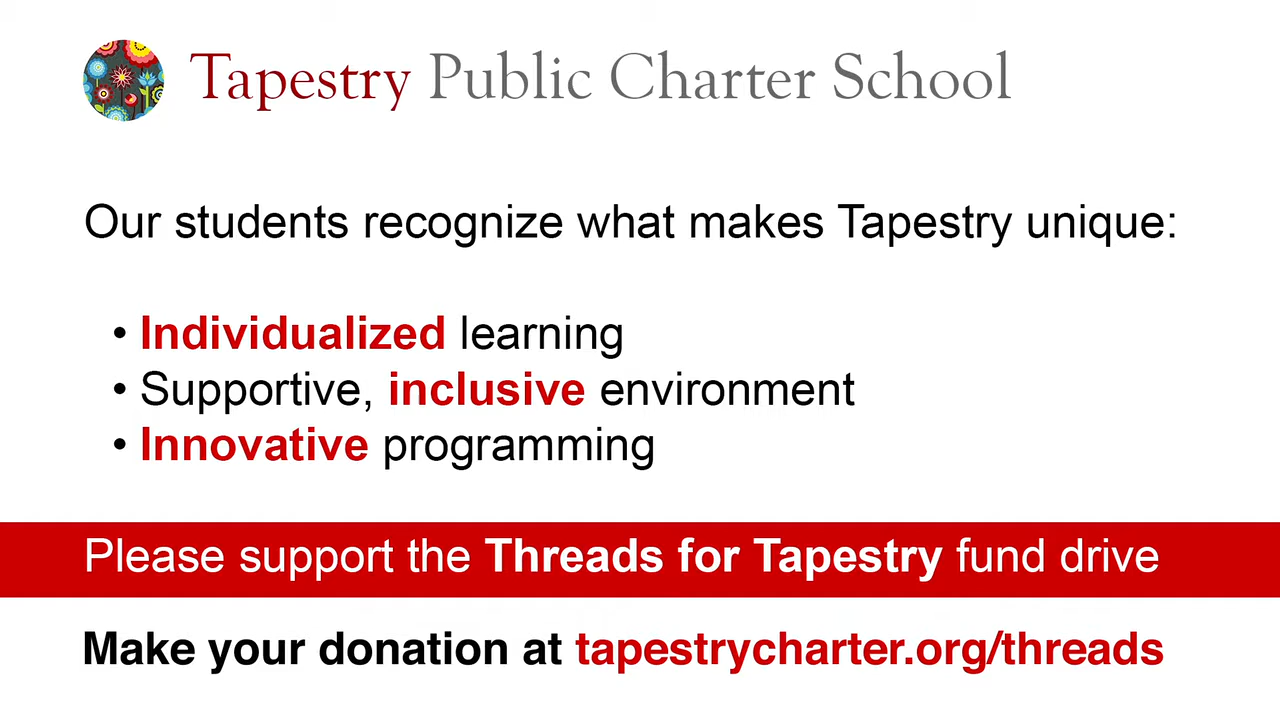 Tapestry Public Charter School
Our students recognize what makes Tapestry unique:
• Individualized learning
• Supportive, inclusive environment
• Innovative programming
Please support the Threads for Tapestry fund drive
Make your donation at tapestrycharter.org/threads